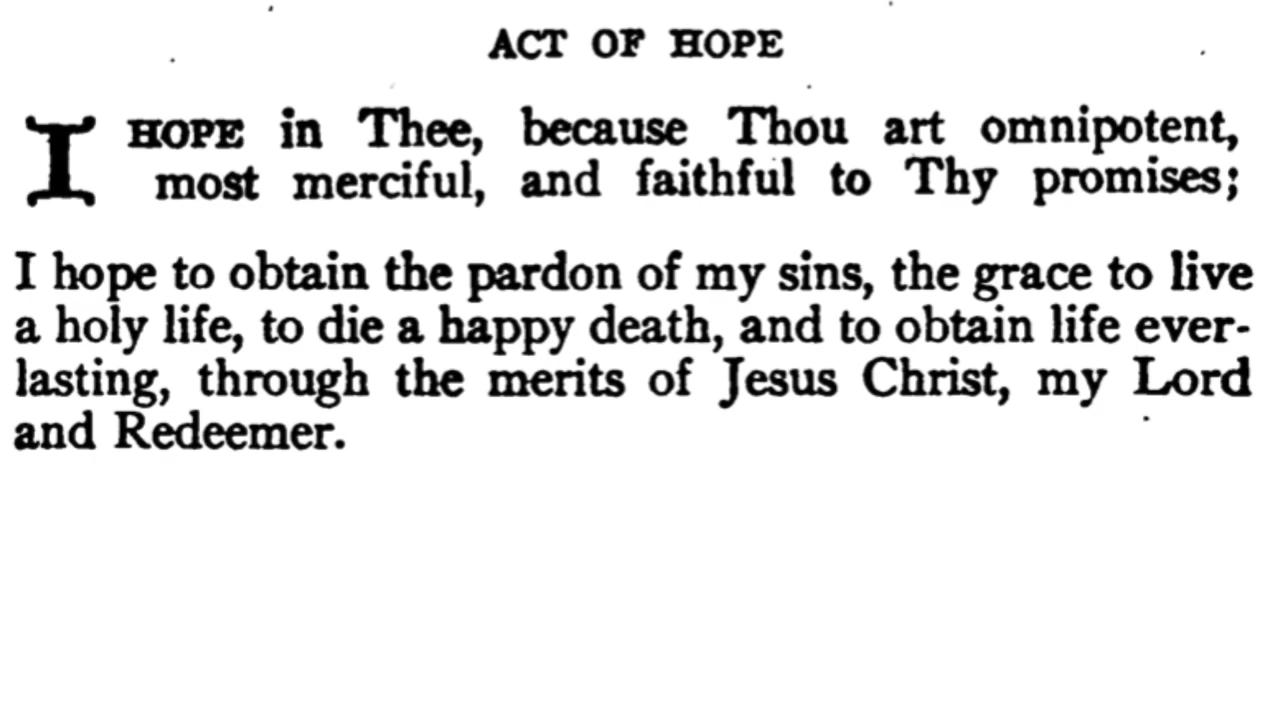 ACT OF HOPE
I HOPE in Thee, because Thou art omnipotent,
most merciful, and faithful to Thy promises;
I hope to obtain the pardon of my sins, the grace to live
a holy life, to die a happy death, and to obtain life ever-
lasting, through the merits of Jesus Christ, my Lord
and Redeemer.